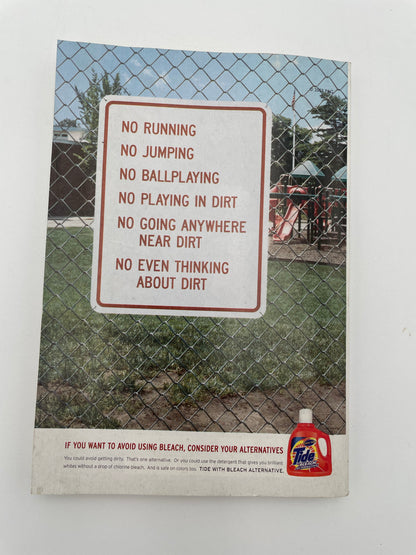 NO RUNNING
NO JUMPING
NO BALLPLAYING
NO PLAYING IN DIRT
NO GOING ANYWHERE
NEAR DIRT
NO EVEN THINKING
ABOUT DIRT
IF YOU WANT TO AVOID USING BLEACH, CONSIDER YOUR ALTERNATIVES
You could avoid getting dirty. That's one alternative. Or you could use the detergent that gives you brilliant
whites without a drop of chlorine bleach. And is safe on colors too. TIDE WITH BLEACH ALTERNATIVE.
Tide